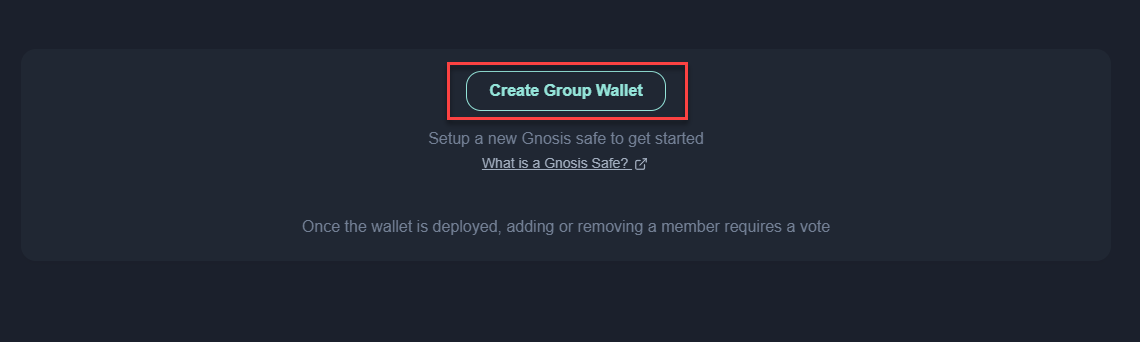 Create Group Wallet
Setup a new Gnosis safe to get started
What is a Gnosis Safe?
Once the wallet is deployed, adding or removing a member requires a vote